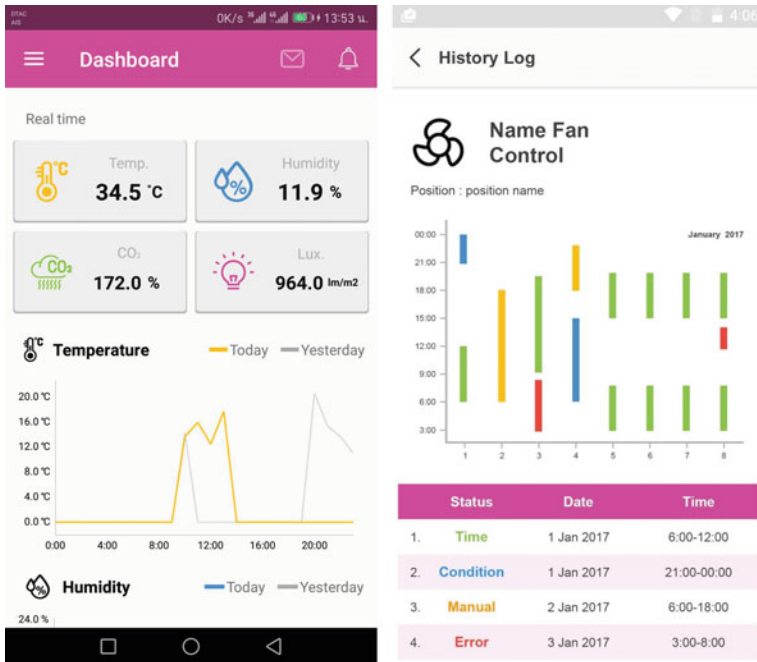 DTAC
AIS
0K/s 3G 4G 60 13:53 น.
Dashboard
Real time
°C
Temp.
34.5 °C
%
Humidity
11.9 %
CO₂
CO₂
172.0 %
Lux.
964.0 lm/m2
°C
Temperature
Today
Yesterday
20.0 °C
16.0 °C
12.0 °C
8.0 °C
4.0 °C
0.0 °C
0:00 4:00 8:00 12:00 16:00 20:00
%
Humidity
Today
Yesterday
24.0 %
4:06
History Log
Name Fan
Control
Position : position name
January 2017
00:00
21:00
18:00
15:00
12:00
9:00
6:00
3:00
1 2 3 4 5 6 7 8
Status Date Time
1. Time 1 Jan 2017 6:00-12:00
2. Condition 1 Jan 2017 21:00-00:00
3. Manual 2 Jan 2017 6:00-18:00
4. Error 3 Jan 2017 3:00-8:00